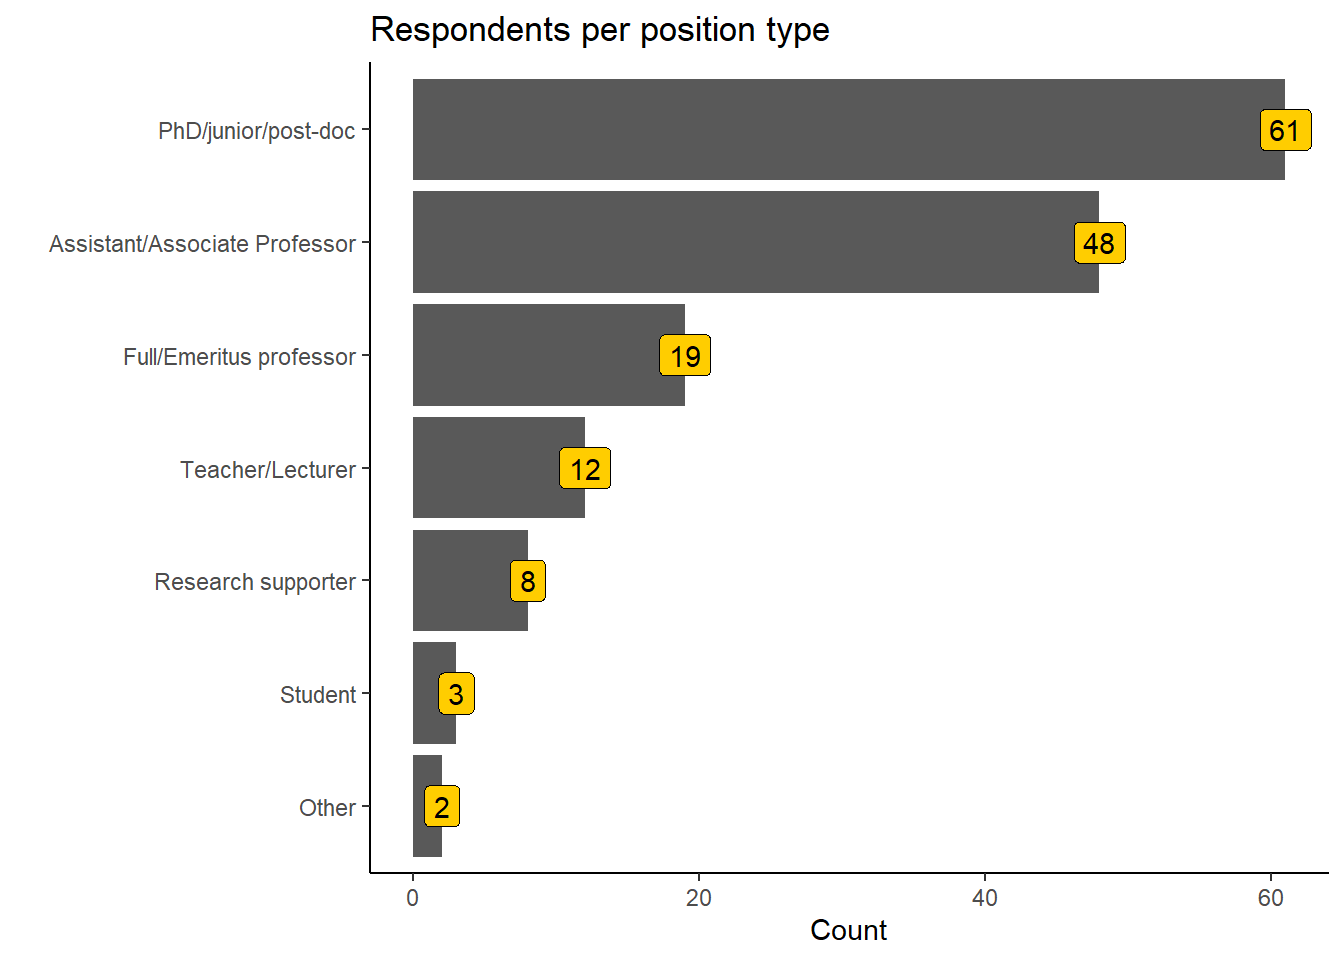 Respondents per position type
PhD/junior/post-doc
61
Assistant/Associate Professor
48
Full/Emeritus professor
19
Teacher/Lecturer
12
Research supporter
8
Student
3
Other
2
0 20 40 60
Count